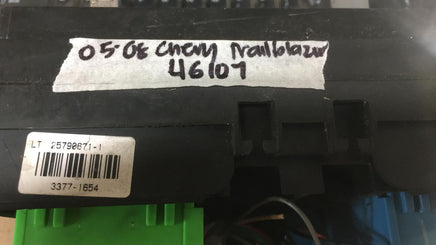 05-08 Chevy Trailblazer
46107
LT 25790671-1
3377-1654